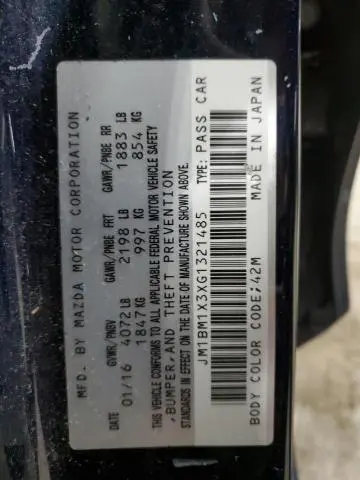 MFD. BY MAZDA MOTOR CORPORATION
DATE GVWR/PNBV GAWR/PNBE FRT GAWR/PNBE RR
01/16 4072 LB 2198 LB 1883 LB
1847 KG 997 KG 854 KG
THIS VEHICLE CONFORMS TO ALL APPLICABLE FEDERAL MOTOR VEHICLE SAFETY
,BUMPER,AND THEFT PREVENTION
STANDARDS IN EFFECT ON THE DATE OF MANUFACTURE SHOWN ABOVE.
JM1BM1X3XG1321485 TYPE: PASS CAR
BODY COLOR CODE:42M MADE IN JAPAN